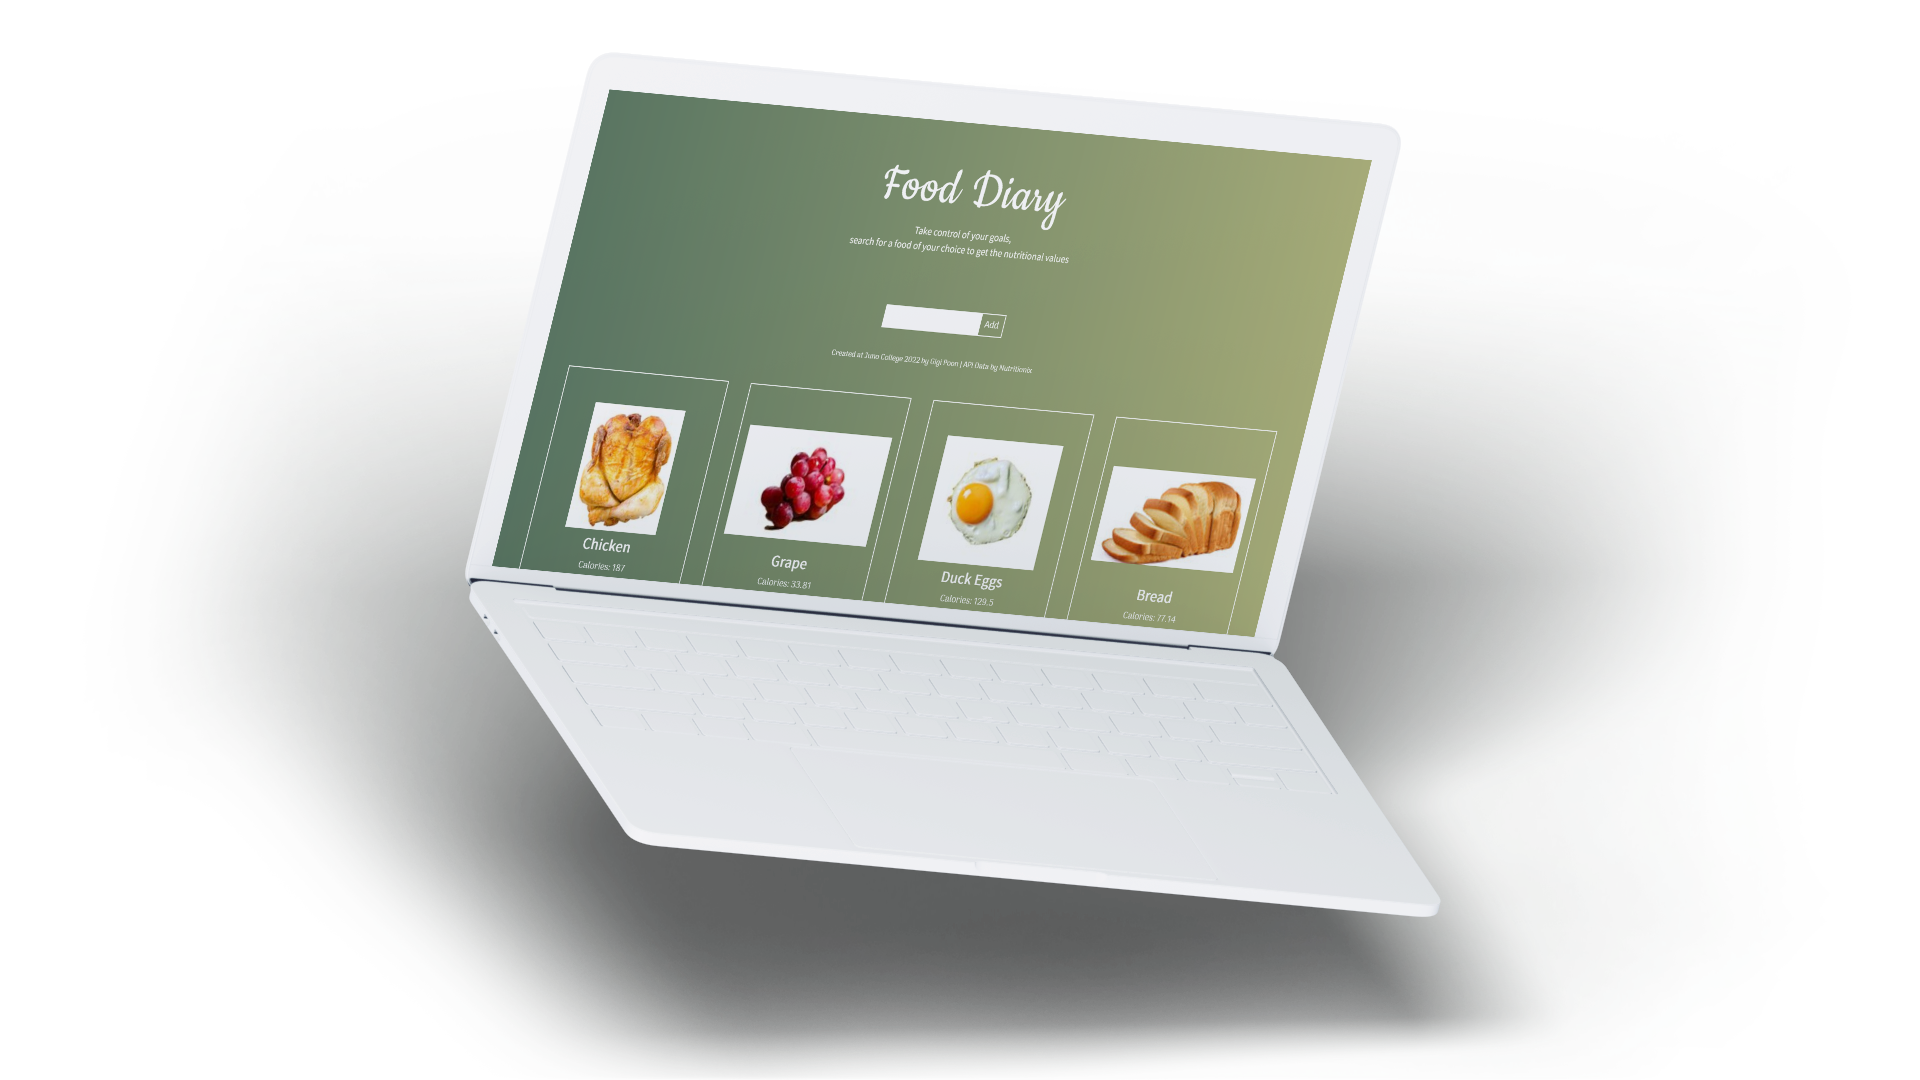 Food Diary
Take control of your goals,
search for a food of your choice to get the nutritional values
Add
Created at Juno College 2022 by Gigi Poon | API Data by Nutritionix
Chicken
Calories: 187
Grape
Calories: 33.81
Duck Eggs
Calories: 129.5
Bread
Calories: 77.14